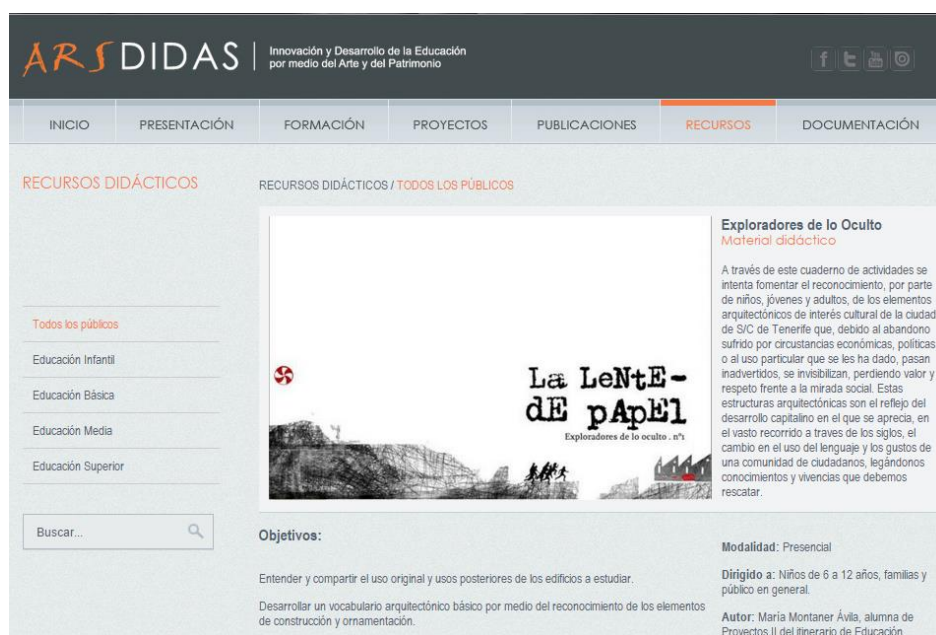 ARSDIDAS
Innovación y Desarrollo de la Educación
por medio del Arte y del Patrimonio
INICIO
PRESENTACIÓN
FORMACIÓN
PROYECTOS
PUBLICACIONES
RECURSOS
DOCUMENTACIÓN
RECURSOS DIDÁCTICOS
Todos los públicos
Educación Infantil
Educación Básica
Educación Media
Educación Superior
Buscar...
RECURSOS DIDÁCTICOS / TODOS LOS PÚBLICOS
La LeNtE-
dE pApEl
Exploradores de lo oculto . nº1
Exploradores de lo Oculto
Material didáctico
A través de este cuaderno de actividades se
intenta fomentar el reconocimiento, por parte
de niños, jóvenes y adultos, de los elementos
arquitectónicos de interés cultural de la ciudad
de S/C de Tenerife que, debido al abandono
sufrido por circustancias económicas, políticas
o al uso particular que se les ha dado, pasan
inadvertidos, se invisibilizan, perdiendo valor y
respeto frente a la mirada social. Estas
estructuras arquitectónicas son el reflejo del
desarrollo capitalino en el que se aprecia, en
el vasto recorrido a traves de los siglos, el
cambio en el uso del lenguaje y los gustos de
una comunidad de ciudadanos, legándonos
conocimientos y vivencias que debemos
rescatar.
Objetivos:
Entender y compartir el uso original y usos posteriores de los edificios a estudiar.
Desarrollar un vocabulario arquitectónico básico por medio del reconocimiento de los elementos
de construcción y ornamentación.
Modalidad: Presencial
Dirigido a: Niños de 6 a 12 años, familias y
público en general.
Autor: María Montaner Ávila, alumna de
Proyectos II del itinerario de Educación